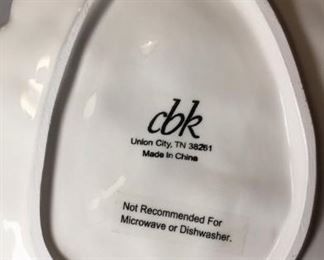 cbk
Union City, TN 38261
Made in China
Not Recommended For
Microwave or Dishwasher.